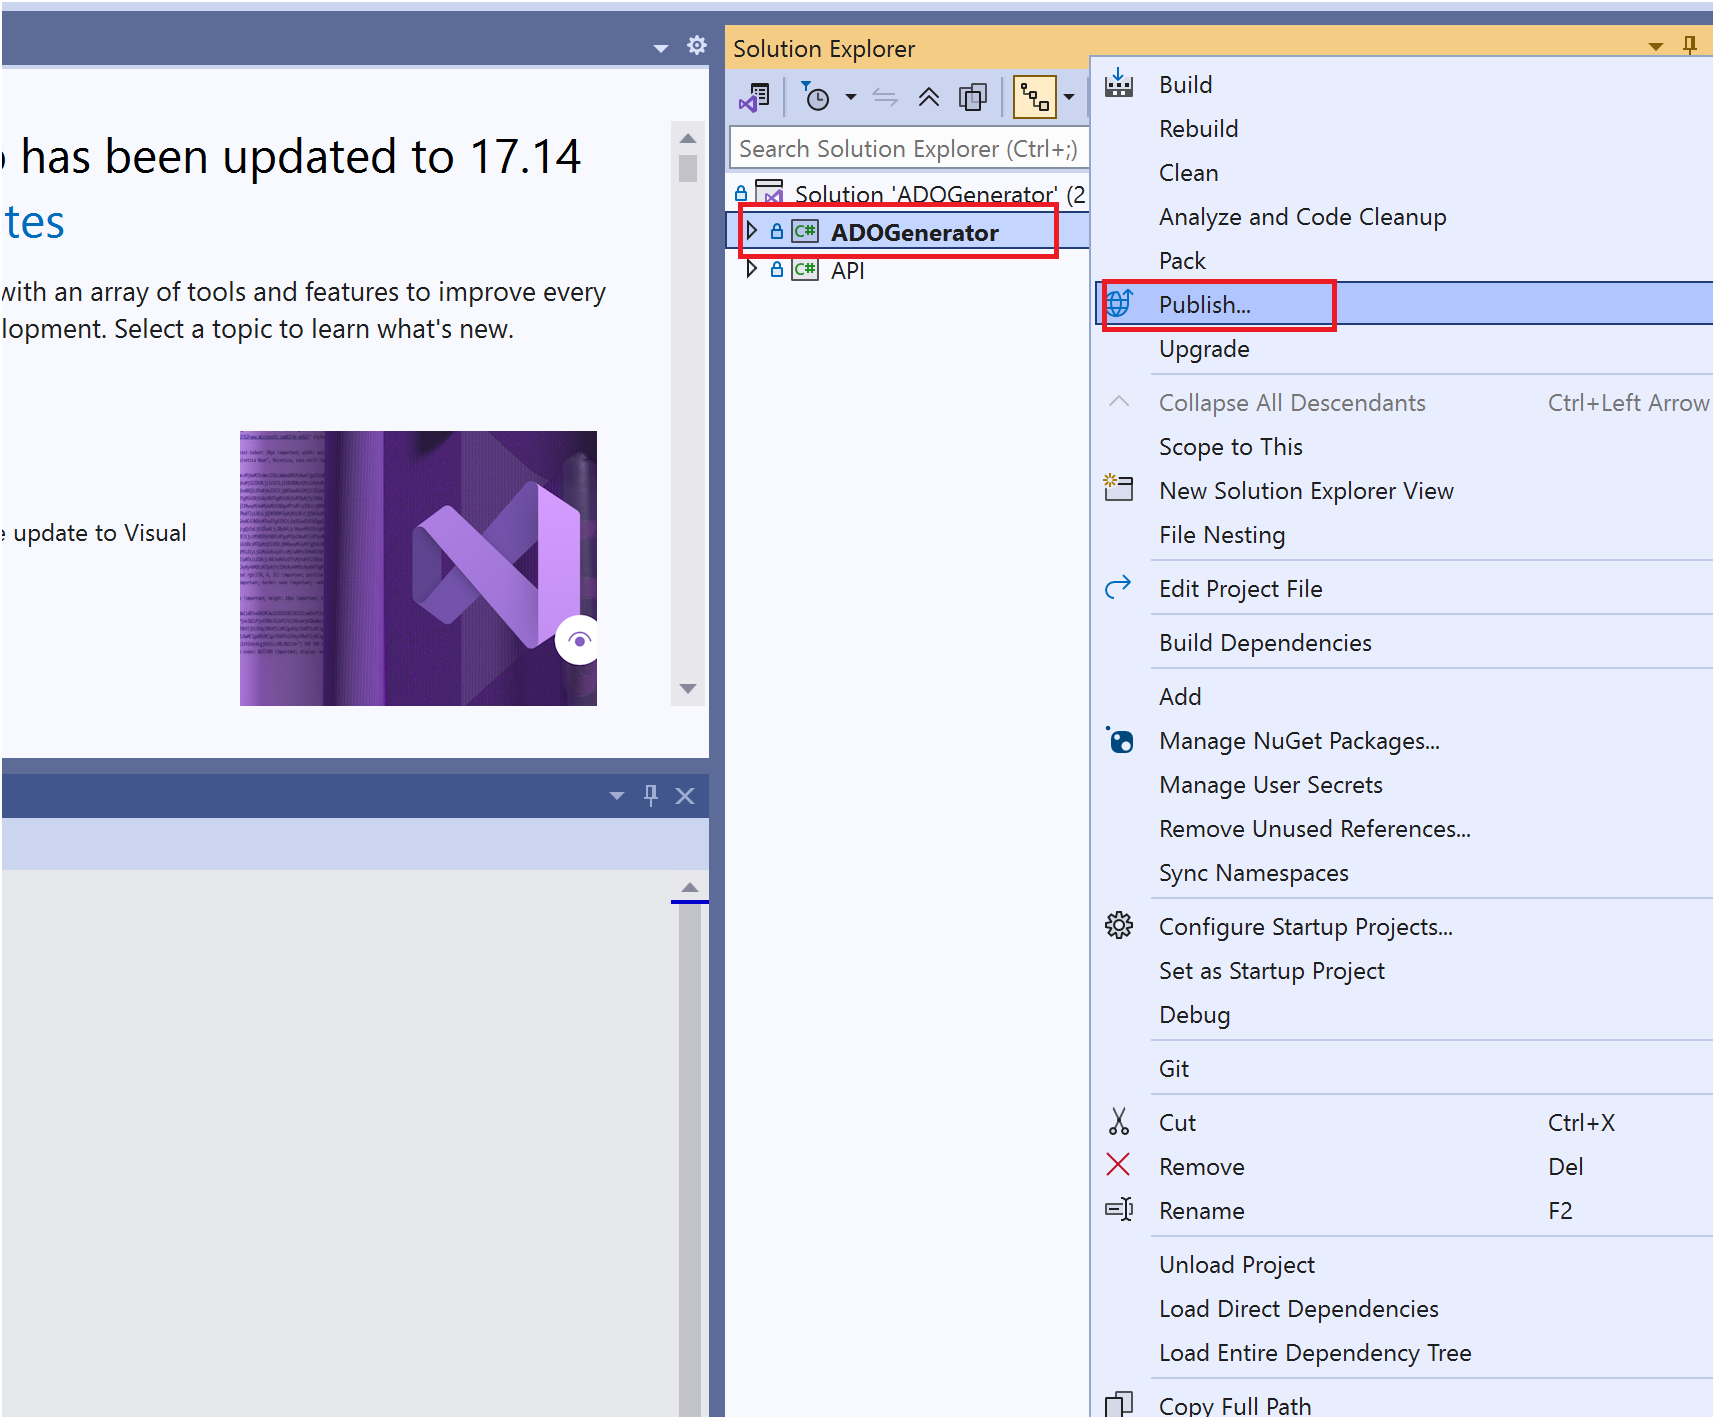 has been updated to 17.14
tes
with an array of tools and features to improve every
lopment. Select a topic to learn what's new.
e update to Visual
Solution Explorer
Search Solution Explorer (Ctrl+;)
Solution 'ADOGenerator' (2
C# ADOGenerator
C# API
Build
Rebuild
Clean
Analyze and Code Cleanup
Pack
Publish...
Upgrade
Collapse All Descendants Ctrl+Left Arrow
Scope to This
New Solution Explorer View
File Nesting
Edit Project File
Build Dependencies
Add
Manage NuGet Packages...
Manage User Secrets
Remove Unused References...
Sync Namespaces
Configure Startup Projects...
Set as Startup Project
Debug
Git
Cut Ctrl+X
Remove Del
Rename F2
Unload Project
Load Direct Dependencies
Load Entire Dependency Tree
Copy Full Path